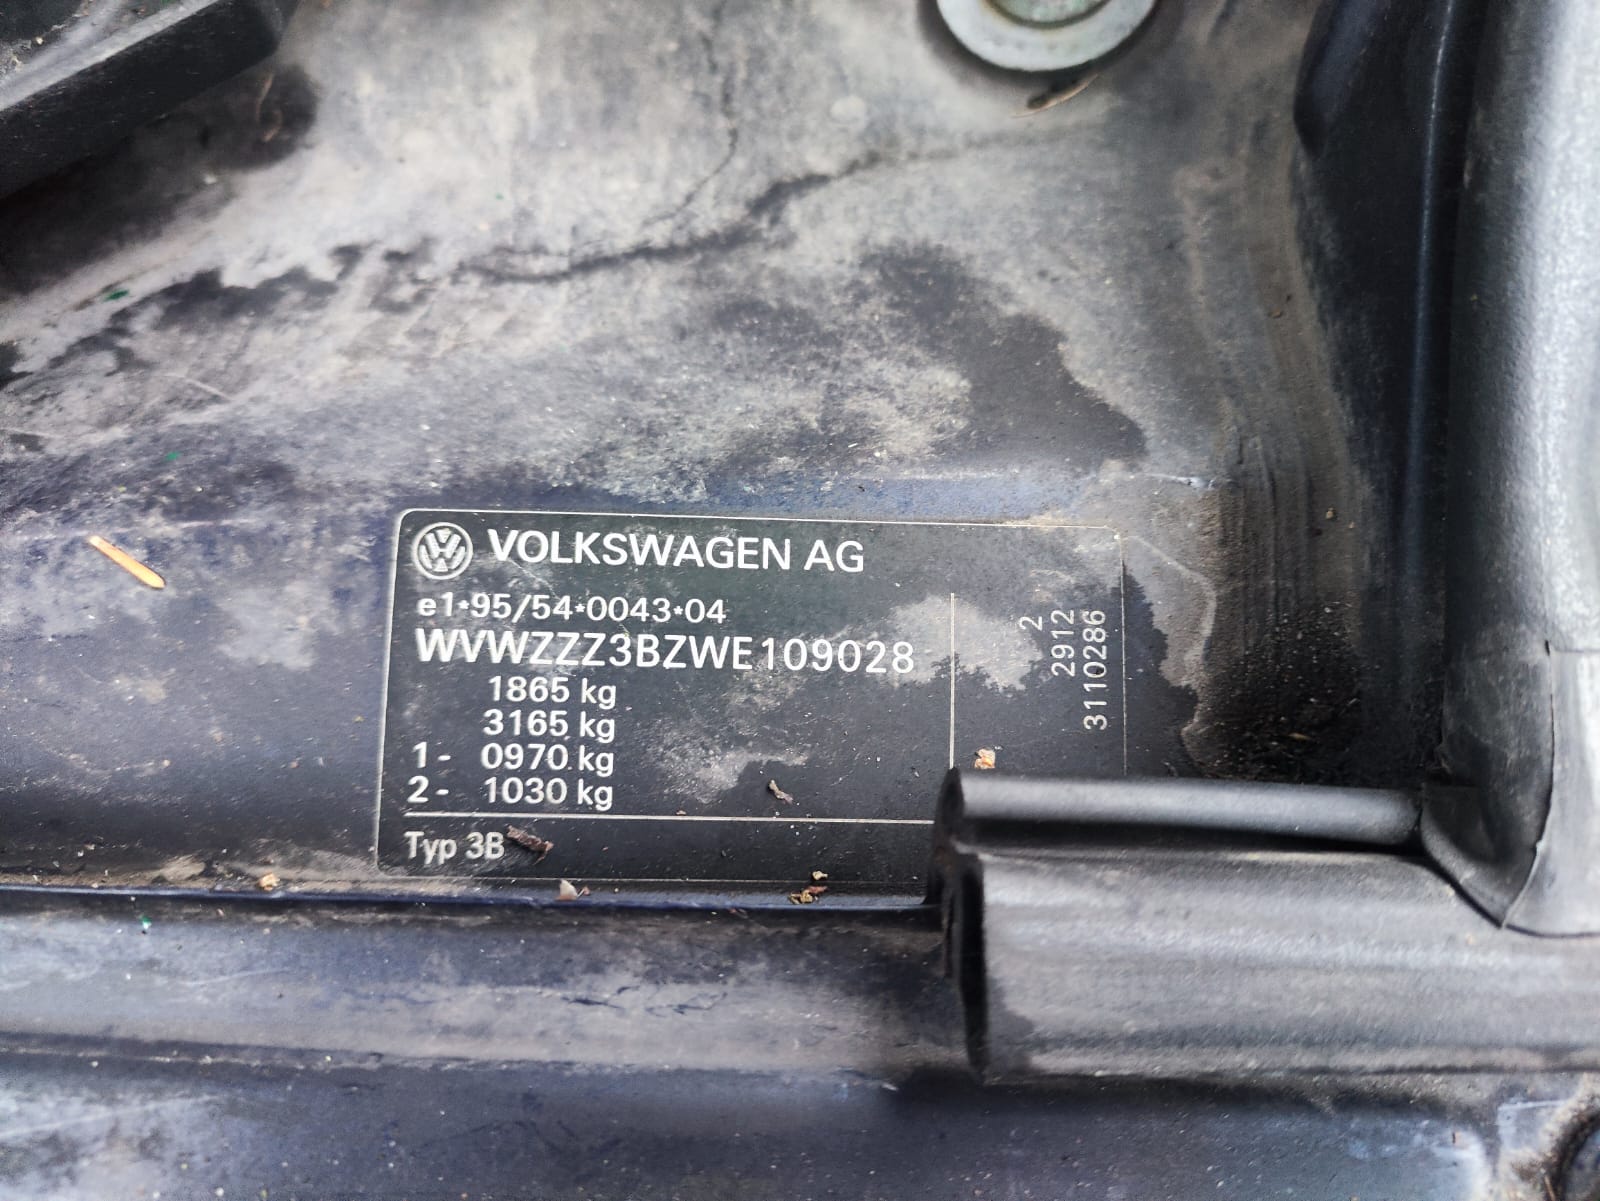 VOLKSWAGEN AG
e1*95/54*0043*04
WVWZZZ3BZWE109028
1865 kg
3165 kg
1- 0970 kg
2- 1030 kg
Typ 3B
2
2912
3110286